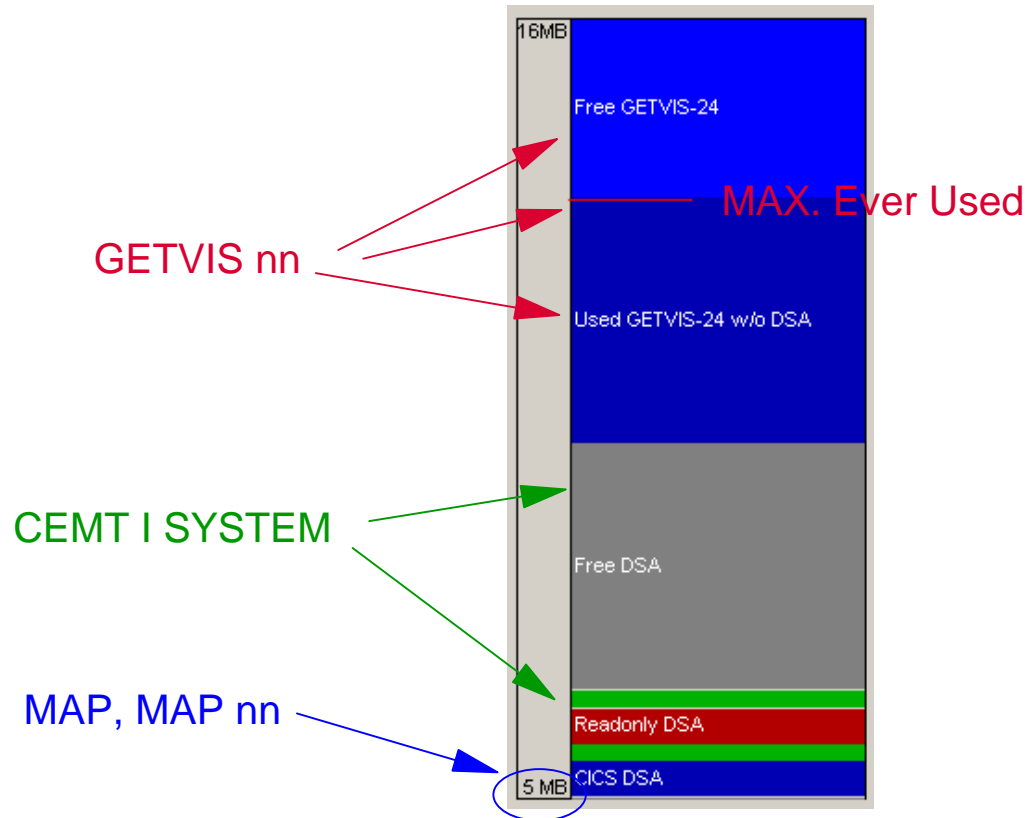 16MB
Free GETVIS-24
MAX. Ever Used
GETVIS nn
Used GETVIS-24 w/o DSA
CEMT I SYSTEM
Free DSA
MAP, MAP nn
Readonly DSA
5 MB
CICS DSA